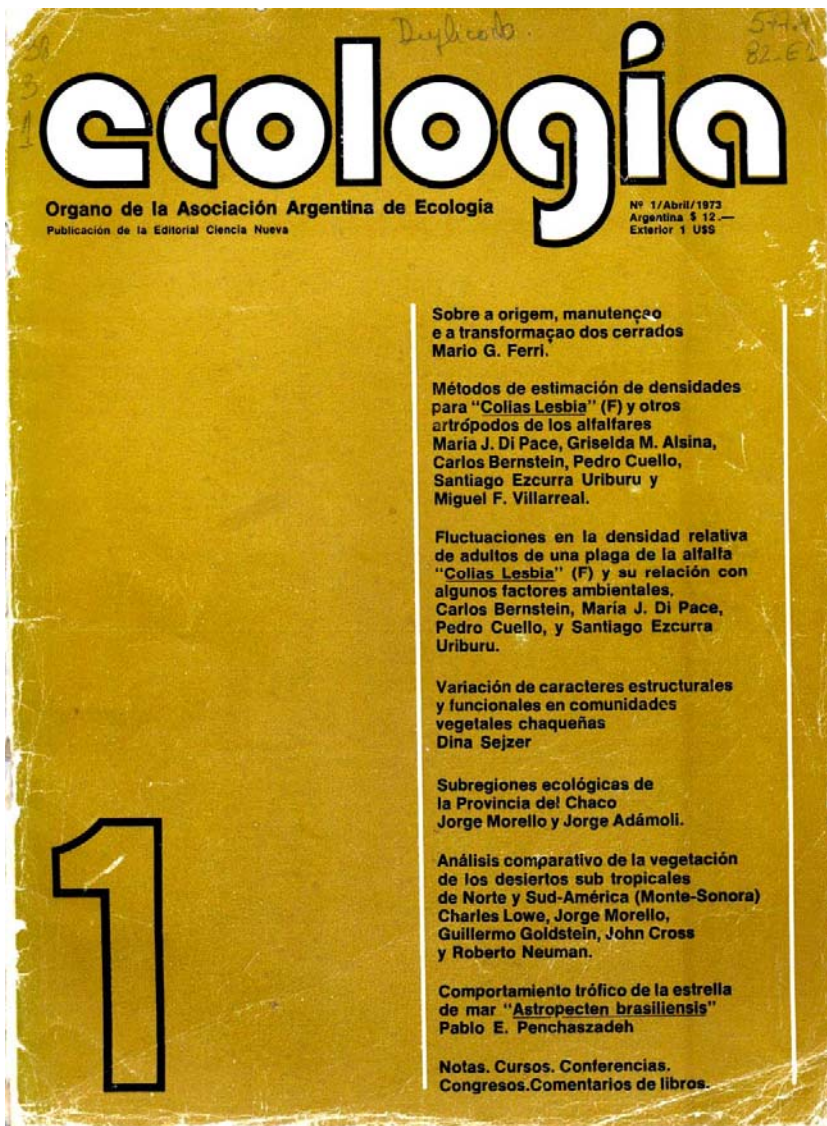 Duplicado.
38
3
1
ecología
Organo de la Asociación Argentina de Ecología
Publicación de la Editorial Ciencia Nueva
Nº 1/Abril/1973
Argentina $ 12.—
Exterior 1 U$S
Sobre a origem, manutençao
e a transformaçao dos cerrados
Mario G. Ferri.
Métodos de estimación de densidades
para "Colias Lesbia" (F) y otros
artrópodos de los alfalfares
María J. Di Pace, Griselda M. Alsina,
Carlos Bernstein, Pedro Cuello,
Santiago Ezcurra Uriburu y
Miguel F. Villarreal.
Fluctuaciones en la densidad relativa
de adultos de una plaga de la alfalfa
"Colias Lesbia" (F) y su relación con
algunos factores ambientales.
Carlos Bernstein, María J. Di Pace,
Pedro Cuello, y Santiago Ezcurra
Uriburu.
Variación de caracteres estructurales
y funcionales en comunidades
vegetales chaqueñas
Dina Sejzer
Subregiones ecológicas de
la Provincia del Chaco
Jorge Morello y Jorge Adámoli.
Análisis comparativo de la vegetación
de los desiertos sub tropicales
de Norte y Sud-América (Monte-Sonora)
Charles Lowe, Jorge Morello,
Guillermo Goldstein, John Cross
y Roberto Neuman.
Comportamiento trófico de la estrella
de mar "Astropecten brasiliensis"
Pablo E. Penchaszadeh
Notas. Cursos. Conferencias.
Congresos.Comentarios de libros.
1